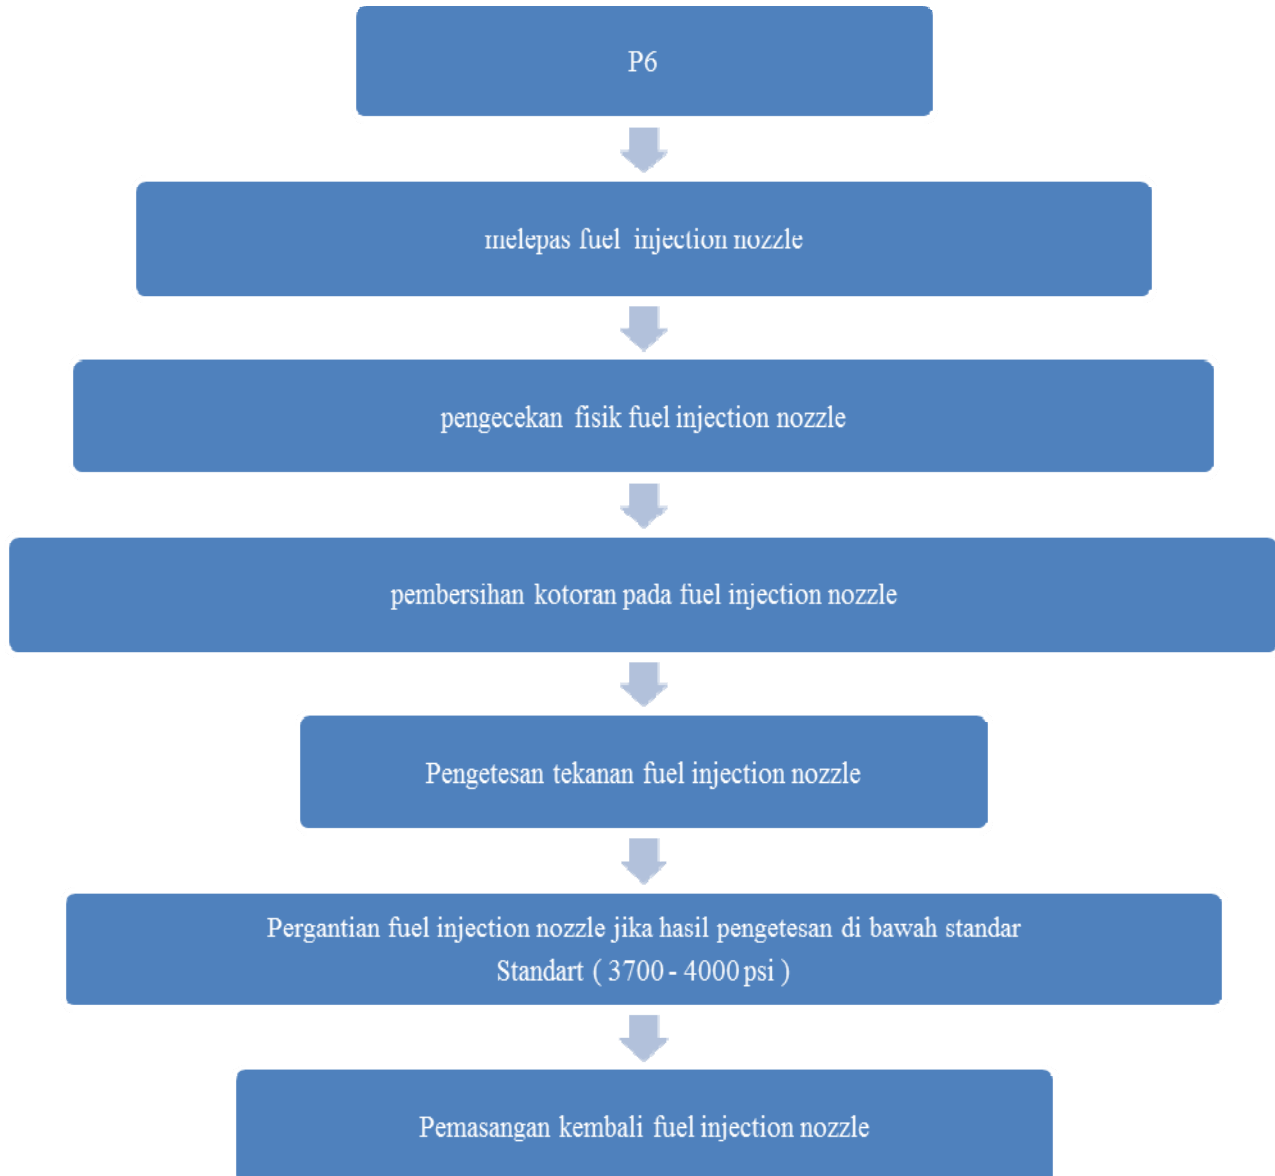 P6
melepas fuel injection nozzle
pengecekan fisik fuel injection nozzle
pembersihan kotoran pada fuel injection nozzle
Pengetesan tekanan fuel injection nozzle
Pergantian fuel injection nozzle jika hasil pengetesan di bawah standar
Standart ( 3700 - 4000 psi )
Pemasangan kembali fuel injection nozzle